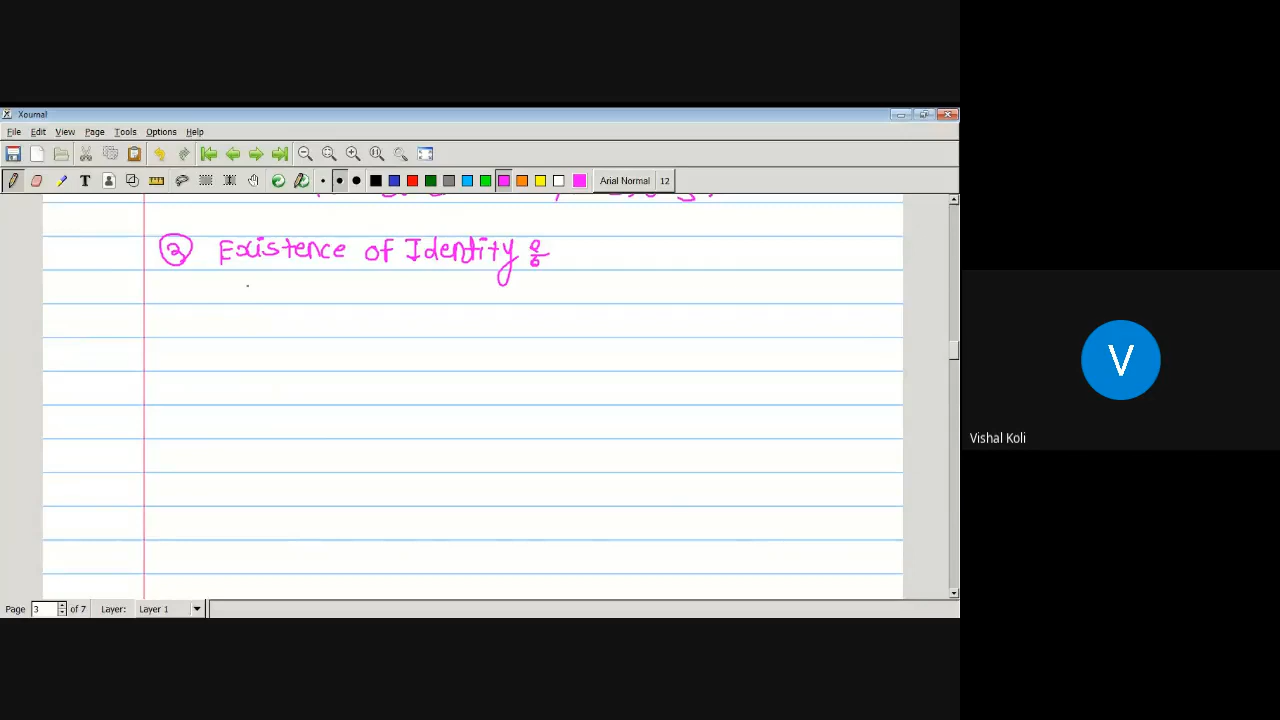 Xournal
File Edit View Page Tools Options Help
T Arial Normal 12
③ Existence of Identity :-
Page 3 of 7 Layer: Layer 1
V
Vishal Koli